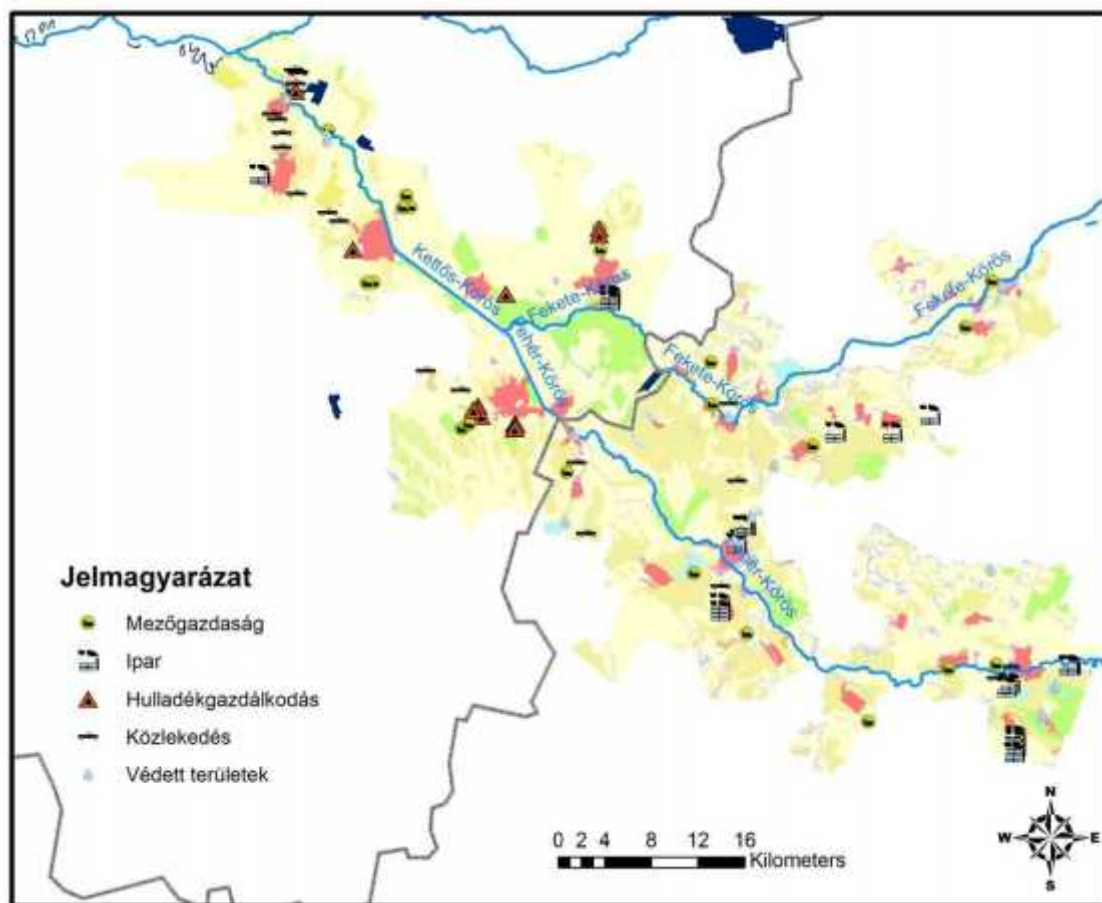 Kettős-Körös
Fekete-Körös
Fekete-Körös
Fehér-Körös
Fekete-Körös
Fehér-Körös
Jelmagyarázat
Mezőgazdaság
Ipar
Hulladékgazdálkodás
Közlekedés
Védett területek
0 2 4 8 12 16
Kilometers
N
W E
S